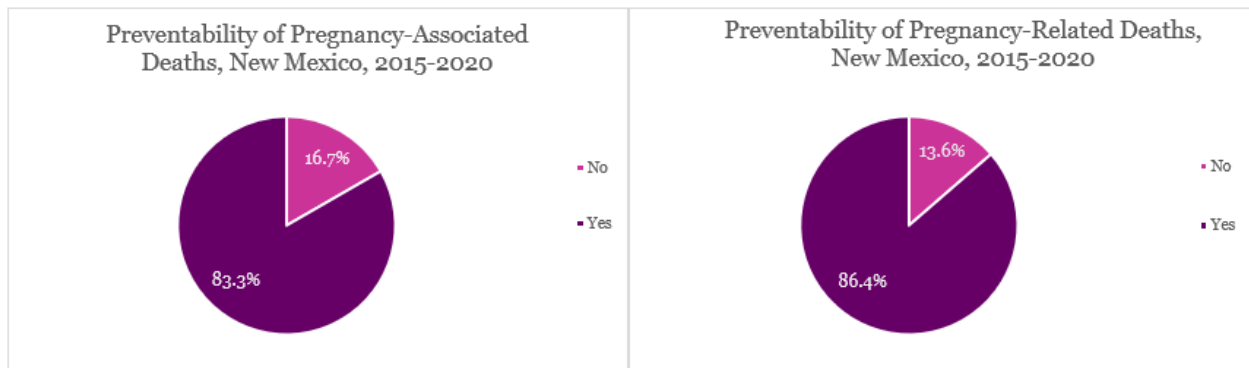 Preventability of Pregnancy-Associated
Deaths, New Mexico, 2015-2020
16.7%
83.3%
No
Yes
Preventability of Pregnancy-Related Deaths,
New Mexico, 2015-2020
13.6%
86.4%
No
Yes